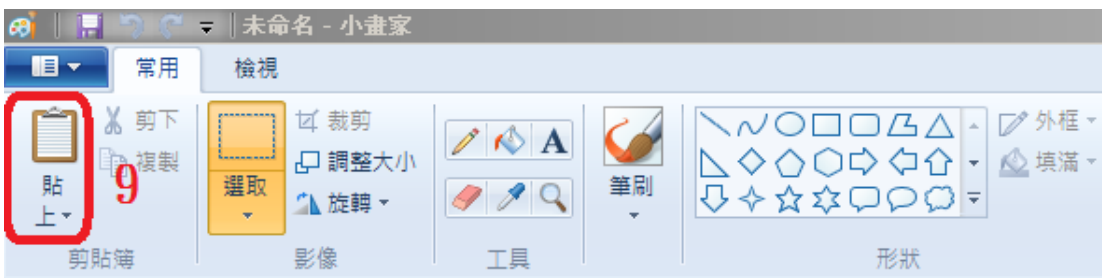 未命名 - 小畫家
常用 檢視
貼上
剪下
複製
9
剪貼簿
選取
裁剪
調整大小
旋轉
影像
A
工具
筆刷
外框
填滿
形狀